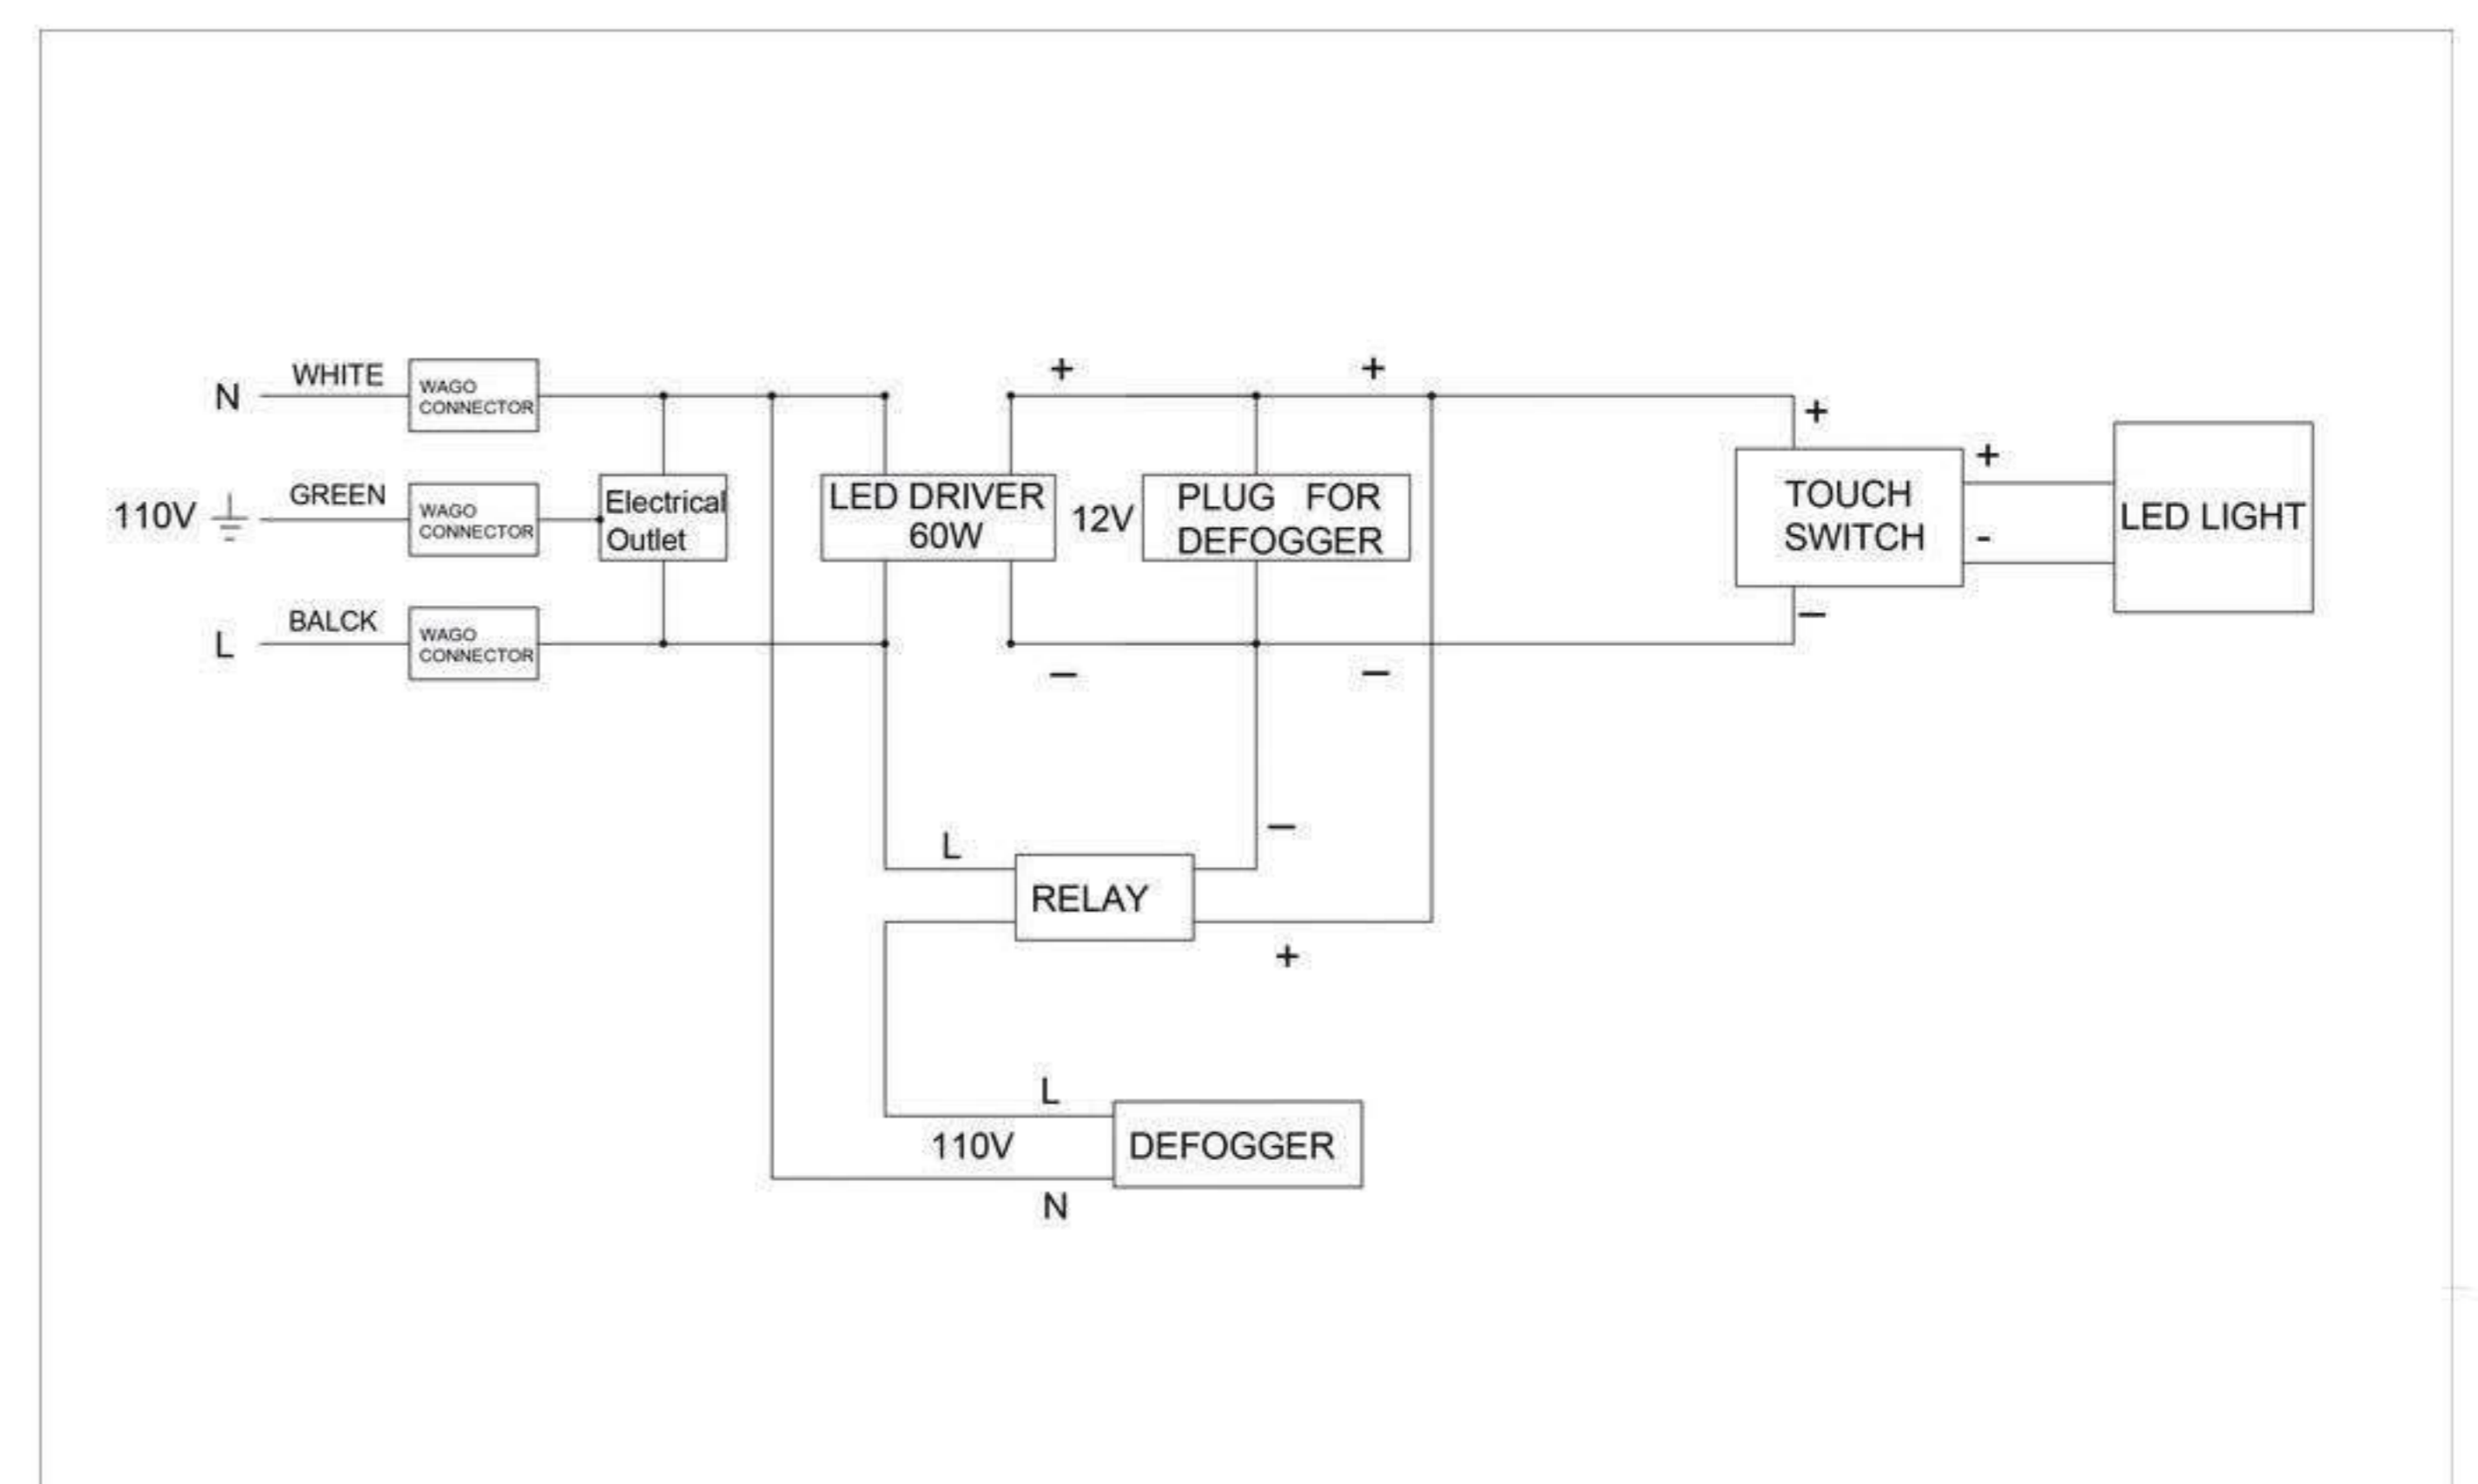 N
WHITE
WAGO
CONNECTOR
110V
GREEN
WAGO
CONNECTOR
L
BALCK
WAGO
CONNECTOR
Electrical
Outlet
LED DRIVER
60W
+
−
12V
PLUG FOR
DEFOGGER
+
−
+
−
TOUCH
SWITCH
+
-
LED LIGHT
L
RELAY
−
+
L
110V
N
DEFOGGER